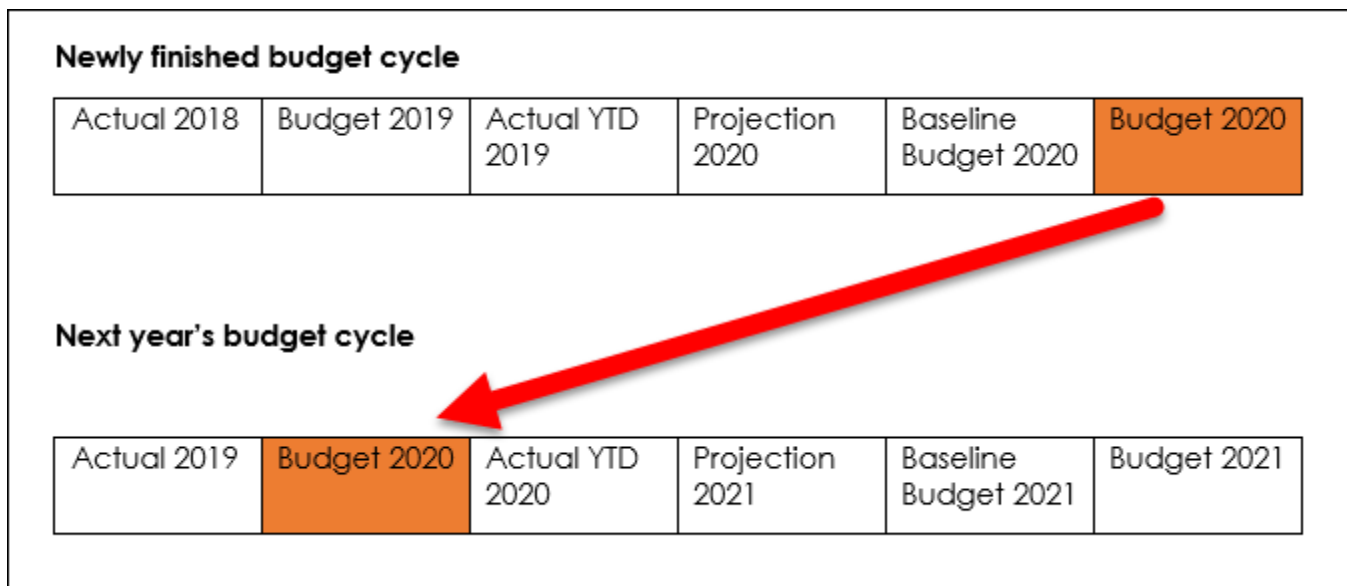 Newly finished budget cycle
Actual 2018 Budget 2019 Actual YTD Projection Baseline Budget 2020
2019 2020 Budget 2020
Next year's budget cycle
Actual 2019 Budget 2020 Actual YTD Projection Baseline Budget 2021
2020 2021 Budget 2021